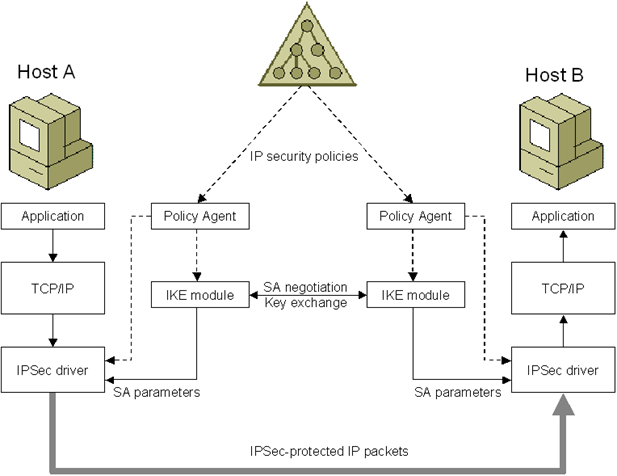 Host A
Host B
IP security policies
Application
Policy Agent
Policy Agent
Application
TCP/IP
IKE module
SA negotiation
Key exchange
IKE module
TCP/IP
IPSec driver
SA parameters
SA parameters
IPSec driver
IPSec-protected IP packets